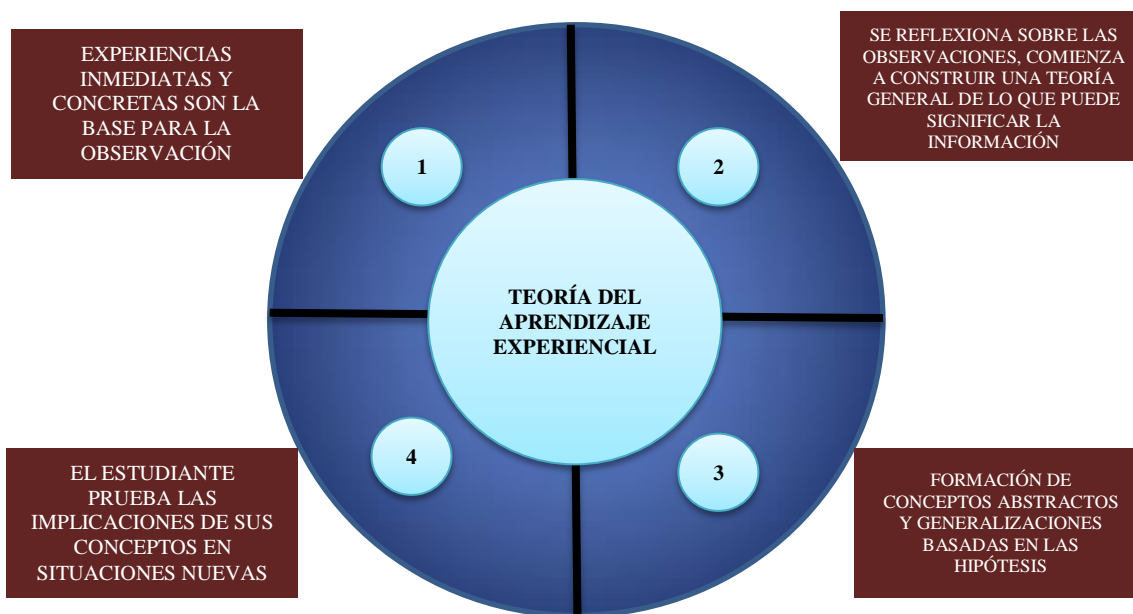 EXPERIENCIAS
INMEDIATAS Y
CONCRETAS SON LA
BASE PARA LA
OBSERVACIÓN
1
SE REFLEXIONA SOBRE LAS
OBSERVACIONES, COMIENZA
A CONSTRUIR UNA TEORÍA
GENERAL DE LO QUE PUEDE
SIGNIFICAR LA
INFORMACIÓN
2
TEORÍA DEL
APRENDIZAJE
EXPERIENCIAL
4
EL ESTUDIANTE
PRUEBA LAS
IMPLICACIONES DE SUS
CONCEPTOS EN
SITUACIONES NUEVAS
3
FORMACIÓN DE
CONCEPTOS ABSTRACTOS
Y GENERALIZACIONES
BASADAS EN LAS
HIPÓTESIS